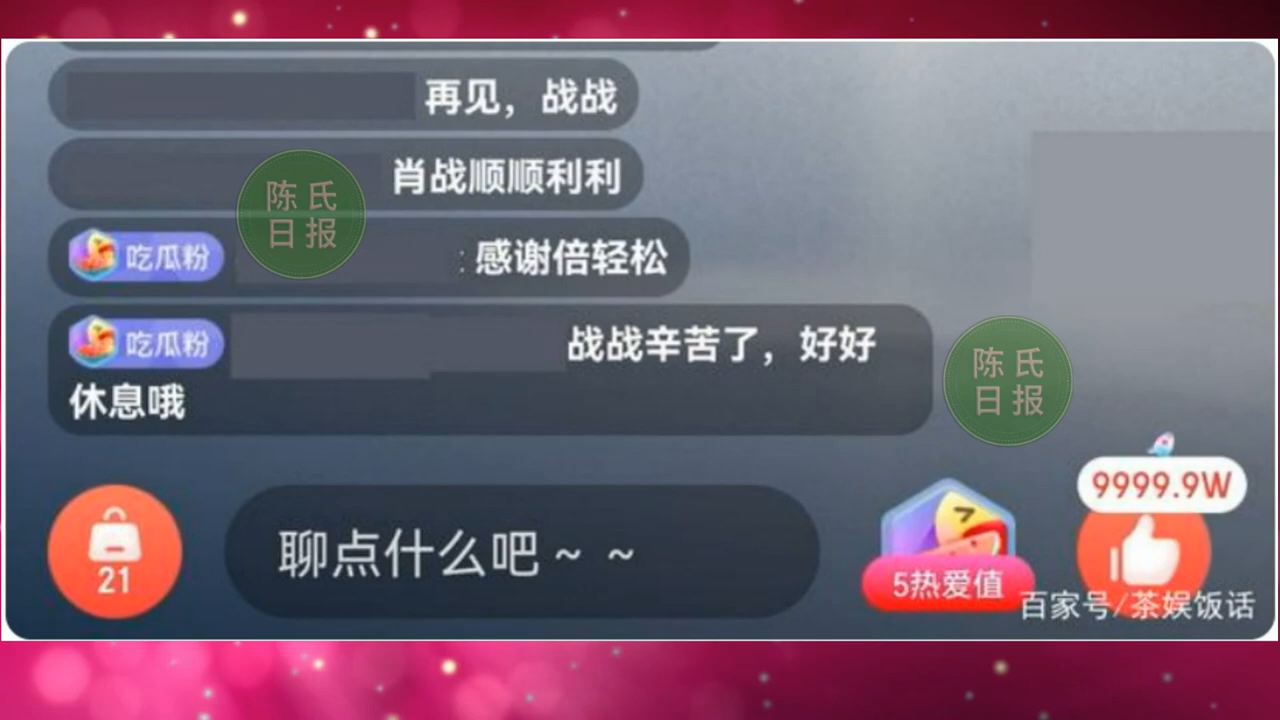 再见，战战
肖战顺顺利利
陈氏
日报
吃瓜粉
:感谢倍轻松
吃瓜粉
战战辛苦了，好好
休息哦
陈氏
日报
9999.9W
21
聊点什么吧~ ~
5热爱值
百家号/茶娱饭话